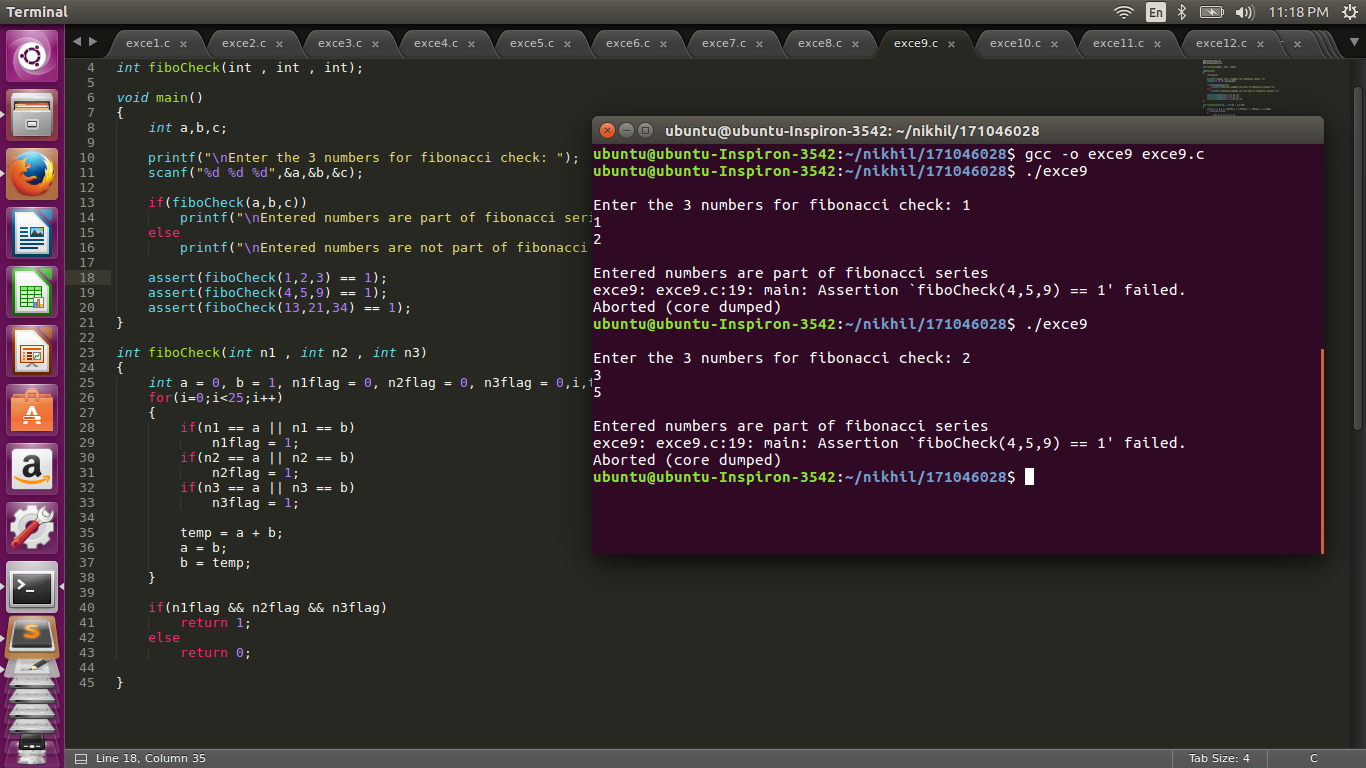 Terminal
En
11:18 PM
exce1.c × exce2.c × exce3.c × exce4.c × exce5.c × exce6.c × exce7.c × exce8.c × exce9.c × exce10.c × exce11.c × exce12.c × ×
4 int fiboCheck(int , int , int);
5
6 void main()
7 {
8 int a,b,c;
9
10 printf("\nEnter the 3 numbers for fibonacci check: ");
11 scanf("%d %d %d",&a,&b,&c);
12
13 if(fiboCheck(a,b,c))
14 printf("\nEntered numbers are part of fibonacci seri
15 else
16 printf("\nEntered numbers are not part of fibonacci
17
18 assert(fiboCheck(1,2,3) == 1);
19 assert(fiboCheck(4,5,9) == 1);
20 assert(fiboCheck(13,21,34) == 1);
21 }
22
23 int fiboCheck(int n1 , int n2 , int n3)
24 {
25 int a = 0, b = 1, n1flag = 0, n2flag = 0, n3flag = 0,i,t
26 for(i=0;i<25;i++)
27 {
28 if(n1 == a || n1 == b)
29 n1flag = 1;
30 if(n2 == a || n2 == b)
31 n2flag = 1;
32 if(n3 == a || n3 == b)
33 n3flag = 1;
34
35 temp = a + b;
36 a = b;
37 b = temp;
38 }
39
40 if(n1flag && n2flag && n3flag)
41 return 1;
42 else
43 return 0;
44
45 }
ubuntu@ubuntu-Inspiron-3542: ~/nikhil/171046028
ubuntu@ubuntu-Inspiron-3542:~/nikhil/171046028$ gcc -o exce9 exce9.c
ubuntu@ubuntu-Inspiron-3542:~/nikhil/171046028$ ./exce9
Enter the 3 numbers for fibonacci check: 1
1
2
Entered numbers are part of fibonacci series
exce9: exce9.c:19: main: Assertion `fiboCheck(4,5,9) == 1' failed.
Aborted (core dumped)
ubuntu@ubuntu-Inspiron-3542:~/nikhil/171046028$ ./exce9
Enter the 3 numbers for fibonacci check: 2
3
5
Entered numbers are part of fibonacci series
exce9: exce9.c:19: main: Assertion `fiboCheck(4,5,9) == 1' failed.
Aborted (core dumped)
ubuntu@ubuntu-Inspiron-3542:~/nikhil/171046028$
Line 18, Column 35
Tab Size: 4
C